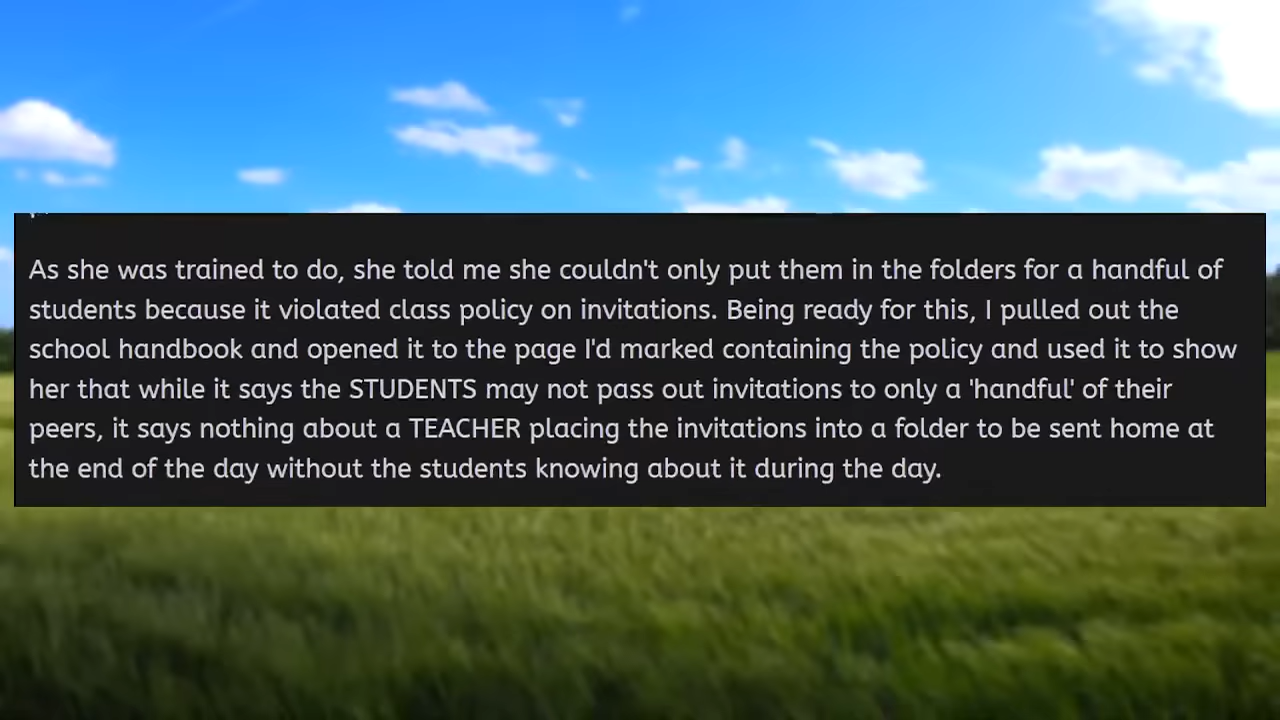 As she was trained to do, she told me she couldn't only put them in the folders for a handful of
students because it violated class policy on invitations. Being ready for this, I pulled out the
school handbook and opened it to the page I'd marked containing the policy and used it to show
her that while it says the STUDENTS may not pass out invitations to only a 'handful' of their
peers, it says nothing about a TEACHER placing the invitations into a folder to be sent home at
the end of the day without the students knowing about it during the day.